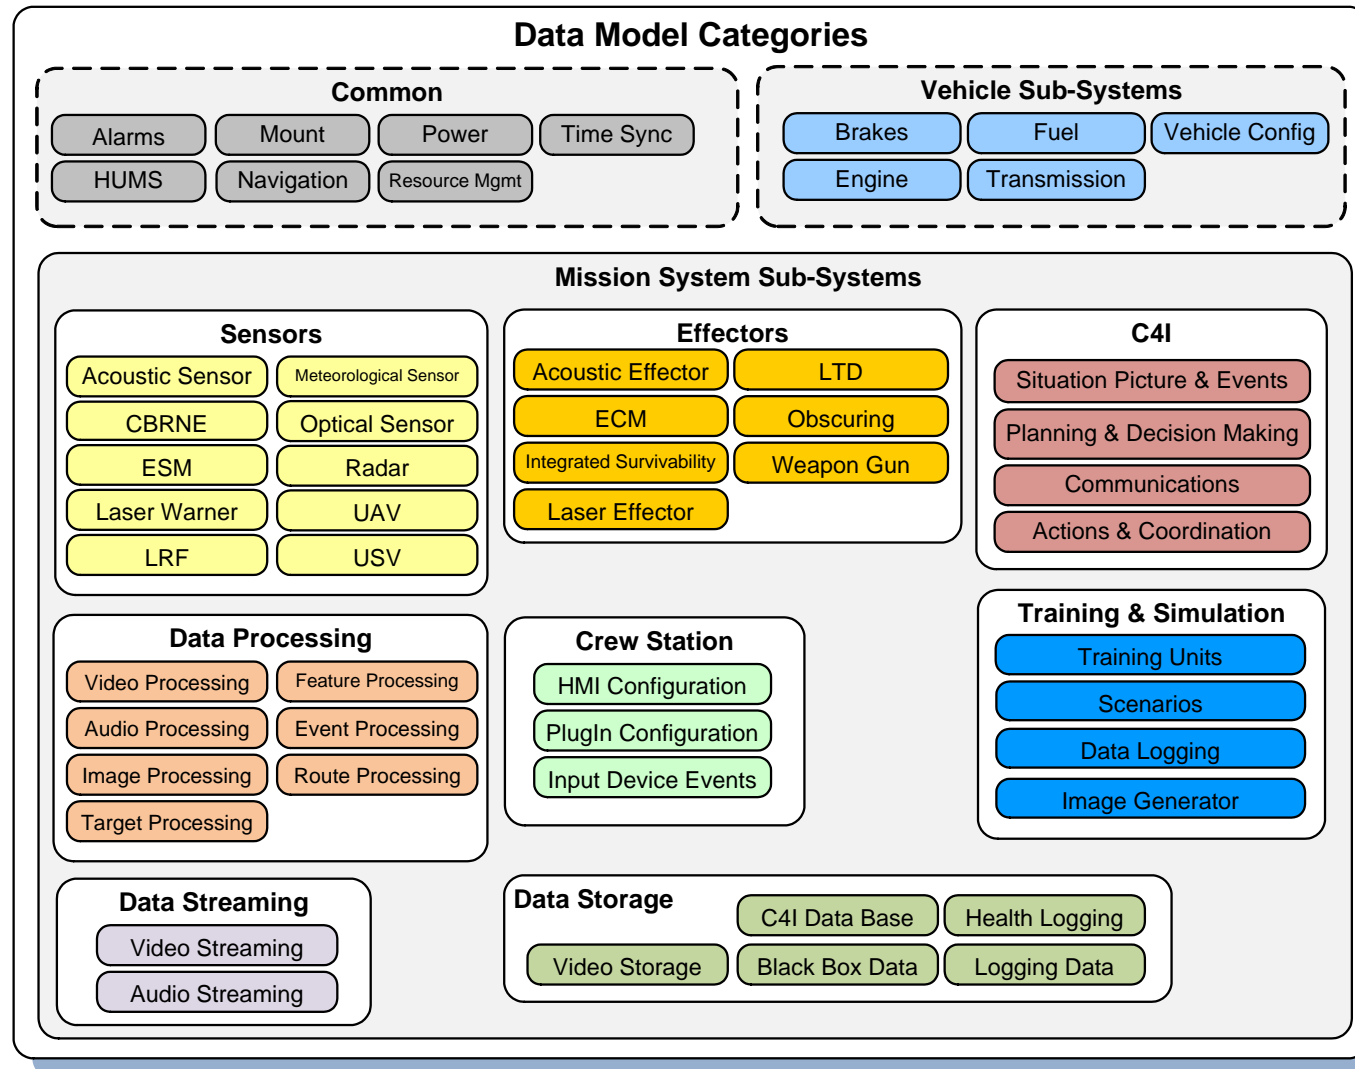 Data Model Categories
Common
Alarms
Mount
Power
Time Sync
HUMS
Navigation
Resource Mgmt
Vehicle Sub-Systems
Brakes
Fuel
Vehicle Config
Engine
Transmission
Mission System Sub-Systems
Sensors
Acoustic Sensor
Meteorological Sensor
CBRNE
Optical Sensor
ESM
Radar
Laser Warner
UAV
LRF
USV
Effectors
Acoustic Effector
LTD
ECM
Obscuring
Integrated Survivability
Weapon Gun
Laser Effector
C4I
Situation Picture & Events
Planning & Decision Making
Communications
Actions & Coordination
Data Processing
Video Processing
Feature Processing
Audio Processing
Event Processing
Image Processing
Route Processing
Target Processing
Crew Station
HMI Configuration
PlugIn Configuration
Input Device Events
Training & Simulation
Training Units
Scenarios
Data Logging
Image Generator
Data Streaming
Video Streaming
Audio Streaming
Data Storage
C4I Data Base
Health Logging
Video Storage
Black Box Data
Logging Data